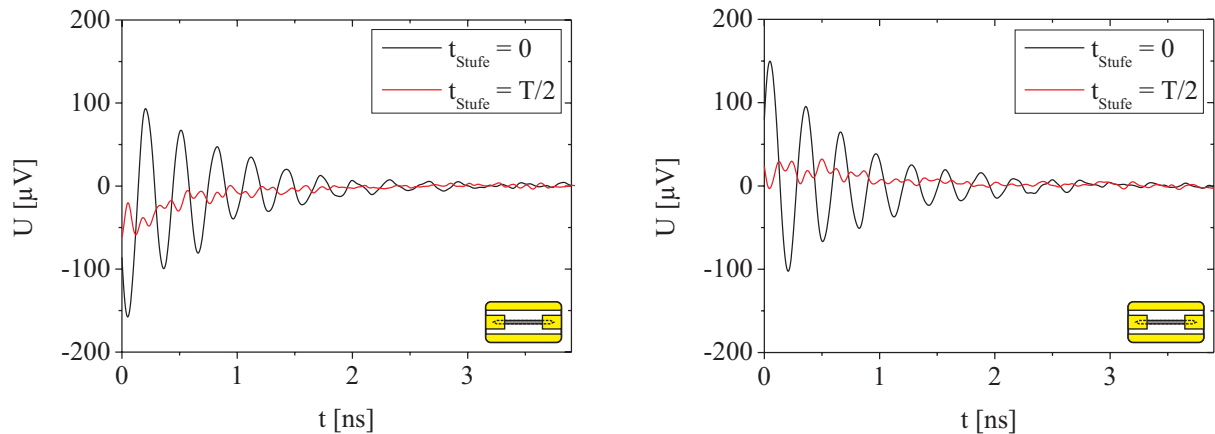 200
100
0
-100
-200
U [µV]
t_Stufe = 0
t_Stufe = T/2
0
1
2
3
t [ns]
200
100
0
-100
-200
U [µV]
t_Stufe = 0
t_Stufe = T/2
0
1
2
3
t [ns]